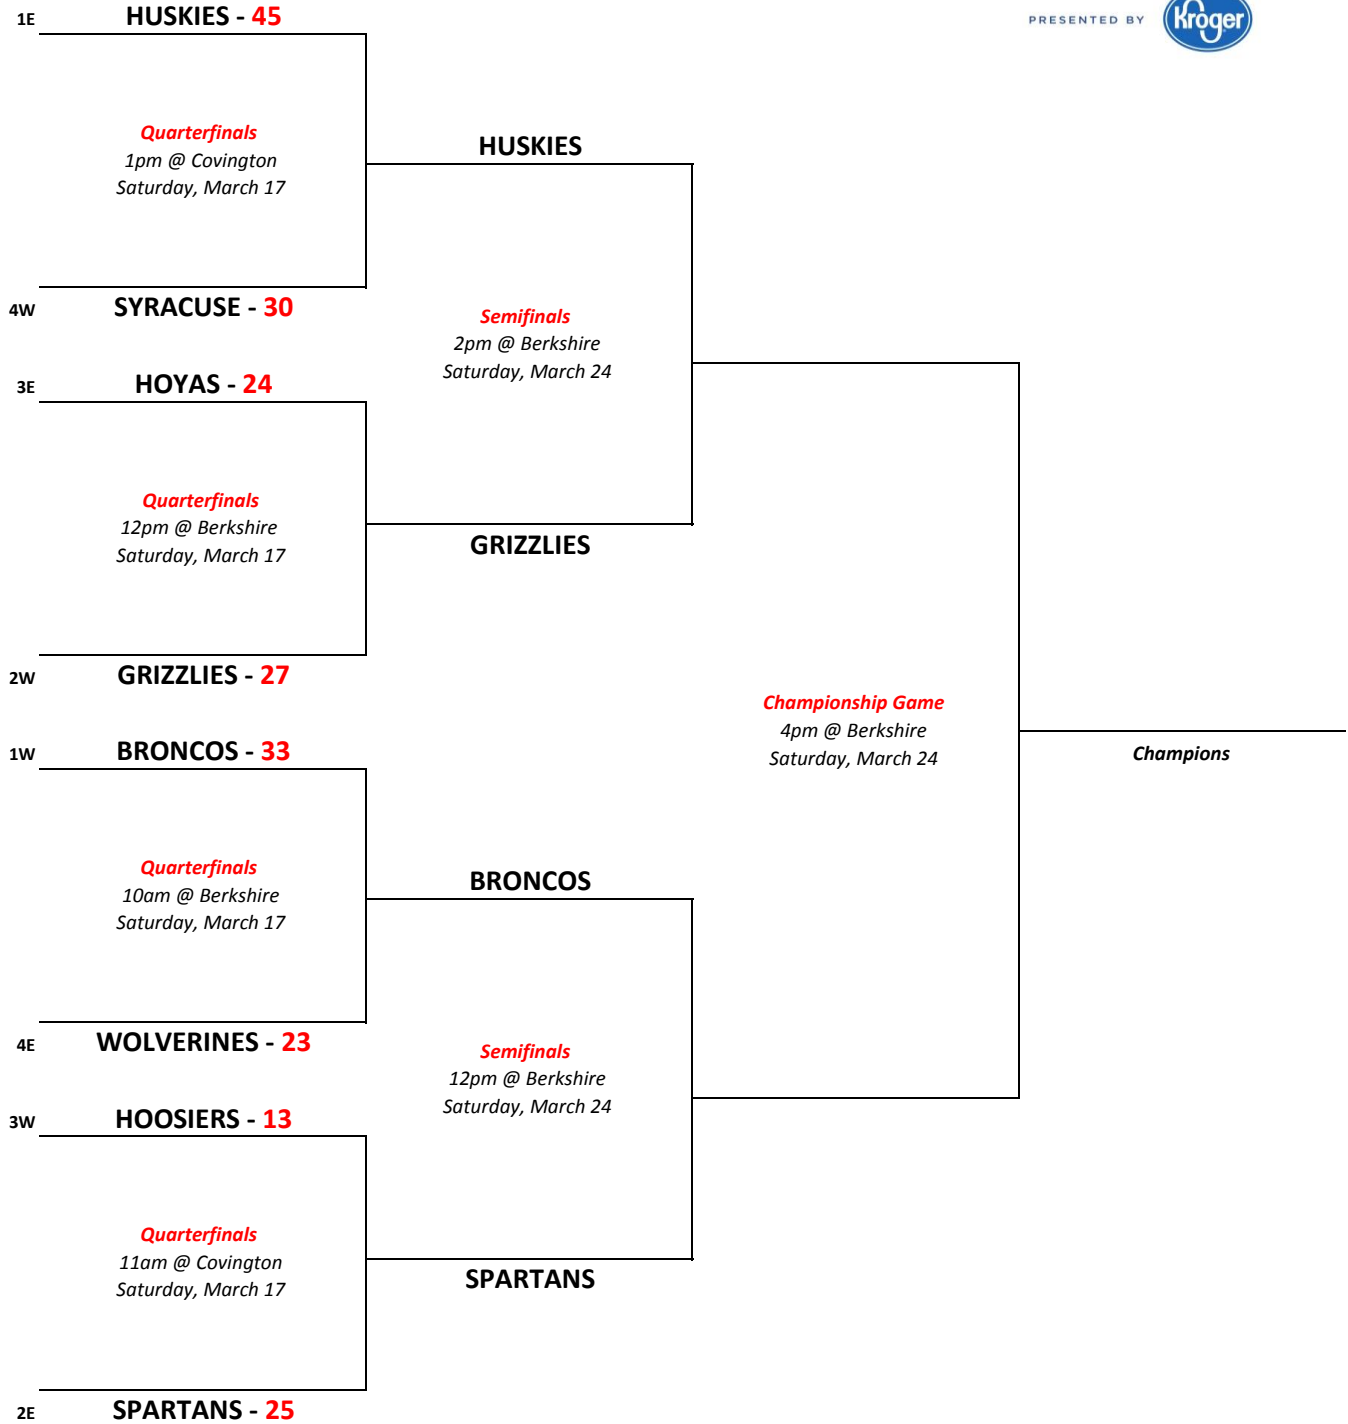 1E HUSKIES - 45
PRESENTED BY Kroger
Quarterfinals
1pm @ Covington
Saturday, March 17
HUSKIES
4W SYRACUSE - 30
Semifinals
2pm @ Berkshire
Saturday, March 24
3E HOYAS - 24
Quarterfinals
12pm @ Berkshire
Saturday, March 17
GRIZZLIES
2W GRIZZLIES - 27
Championship Game
4pm @ Berkshire
Saturday, March 24
Champions
1W BRONCOS - 33
Quarterfinals
10am @ Berkshire
Saturday, March 17
BRONCOS
4E WOLVERINES - 23
Semifinals
12pm @ Berkshire
Saturday, March 24
3W HOOSIERS - 13
Quarterfinals
11am @ Covington
Saturday, March 17
SPARTANS
2E SPARTANS - 25